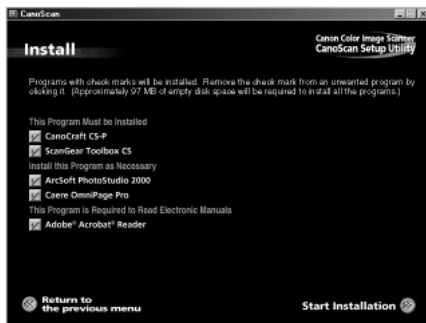 CanoScan
Install
Canon Color Image Scanner
CanoScan Setup Utility
Programs with check marks will be installed. Remove the check mark from an unwanted program by
clicking it. (Approximately 97 MB of empty disk space will be required to install all the programs.)
This Program Must be Installed
CanoCraft CS-P
ScanGear Toolbox CS
Install this Program as Necessary
ArcSoft PhotoStudio 2000
Caere OmniPage Pro
This Program is Required to Read Electronic Manuals
Adobe® Acrobat® Reader
Return to
the previous menu
Start Installation